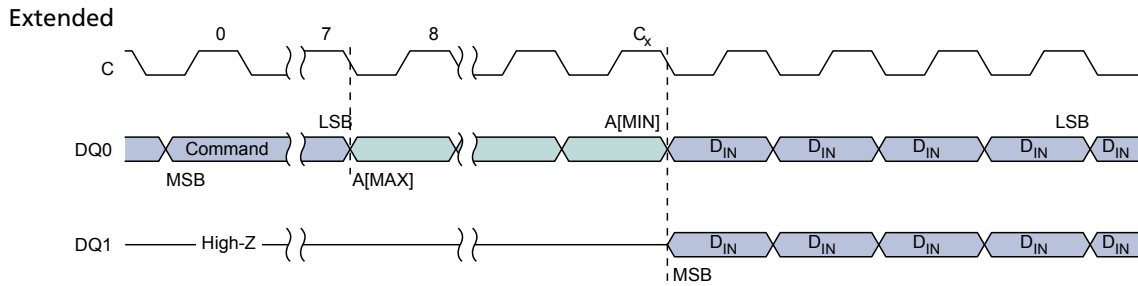 Extended
0 7 8 Cx
C
LSB A[MIN] LSB
DQ0 Command DIN DIN DIN DIN DIN
MSB A[MAX]
DQ1 High-Z DIN DIN DIN DIN DIN
MSB